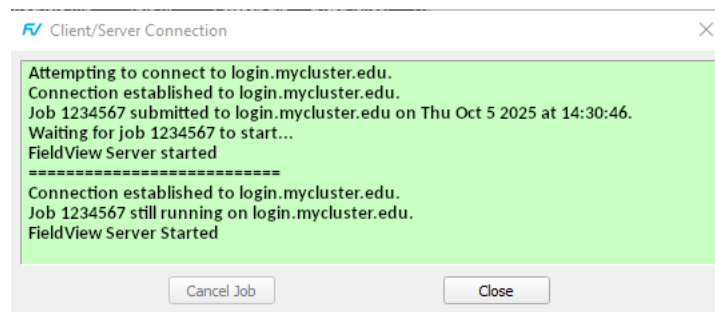 FV Client/Server Connection
Attempting to connect to login.mycluster.edu.
Connection established to login.mycluster.edu.
Job 1234567 submitted to login.mycluster.edu on Thu Oct 5 2025 at 14:30:46.
Waiting for job 1234567 to start...
FieldView Server started
===========================
Connection established to login.mycluster.edu.
Job 1234567 still running on login.mycluster.edu.
FieldView Server Started
Cancel Job Close